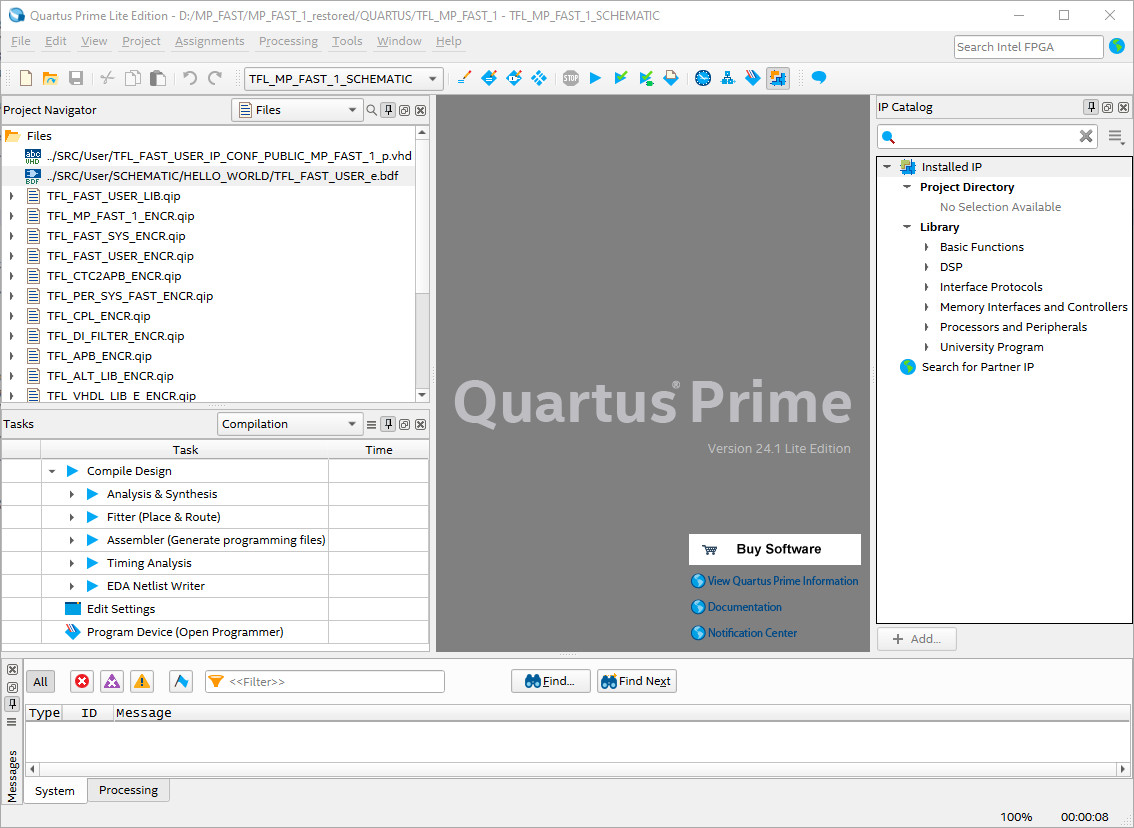 Quartus Prime Lite Edition - D:/MP_FAST/MP_FAST_1_restored/QUARTUS/TFL_MP_FAST_1 - TFL_MP_FAST_1_SCHEMATIC
File Edit View Project Assignments Processing Tools Window Help
Search Intel FPGA
TFL_MP_FAST_1_SCHEMATIC
STOP
Project Navigator
Files
Files
abc VHD ../SRC/User/TFL_FAST_USER_IP_CONF_PUBLIC_MP_FAST_1_p.vhd
BDF ../SRC/User/SCHEMATIC/HELLO_WORLD/TFL_FAST_USER_e.bdf
TFL_FAST_USER_LIB.qip
TFL_MP_FAST_1_ENCR.qip
TFL_FAST_SYS_ENCR.qip
TFL_FAST_USER_ENCR.qip
TFL_CTC2APB_ENCR.qip
TFL_PER_SYS_FAST_ENCR.qip
TFL_CPL_ENCR.qip
TFL_DI_FILTER_ENCR.qip
TFL_APB_ENCR.qip
TFL_ALT_LIB_ENCR.qip
TFL_VHDL_LIB_E_ENCR.qip
Tasks
Compilation
Task Time
Compile Design
Analysis & Synthesis
Fitter (Place & Route)
Assembler (Generate programming files)
Timing Analysis
EDA Netlist Writer
Edit Settings
Program Device (Open Programmer)
Quartus® Prime
Version 24.1 Lite Edition
Buy Software
View Quartus Prime Information
Documentation
Notification Center
IP Catalog
Installed IP
Project Directory
No Selection Available
Library
Basic Functions
DSP
Interface Protocols
Memory Interfaces and Controllers
Processors and Peripherals
University Program
Search for Partner IP
+ Add...
All
<<Filter>>
Find...
Find Next
Type ID Message
Messages
System Processing
100% 00:00:08